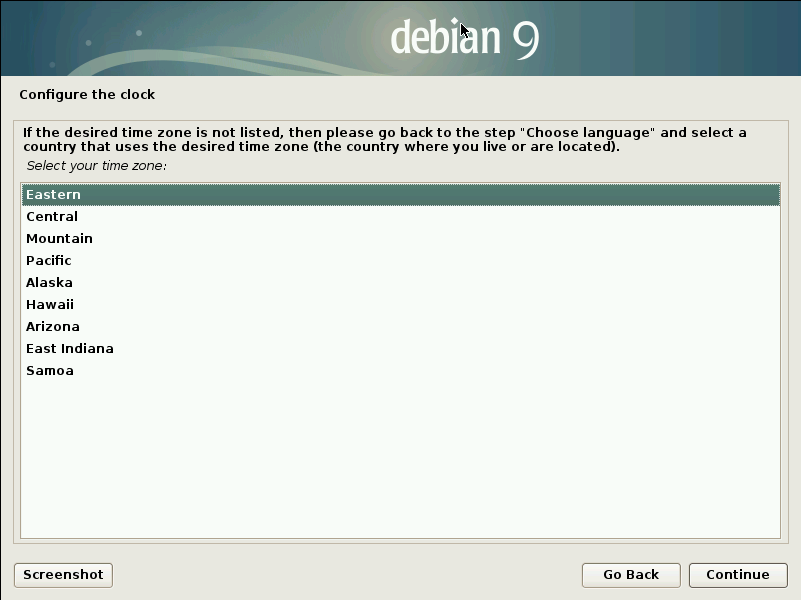 debian 9
Configure the clock
If the desired time zone is not listed, then please go back to the step "Choose language" and select a
country that uses the desired time zone (the country where you live or are located).
Select your time zone:
Eastern
Central
Mountain
Pacific
Alaska
Hawaii
Arizona
East Indiana
Samoa
Screenshot
Go Back
Continue